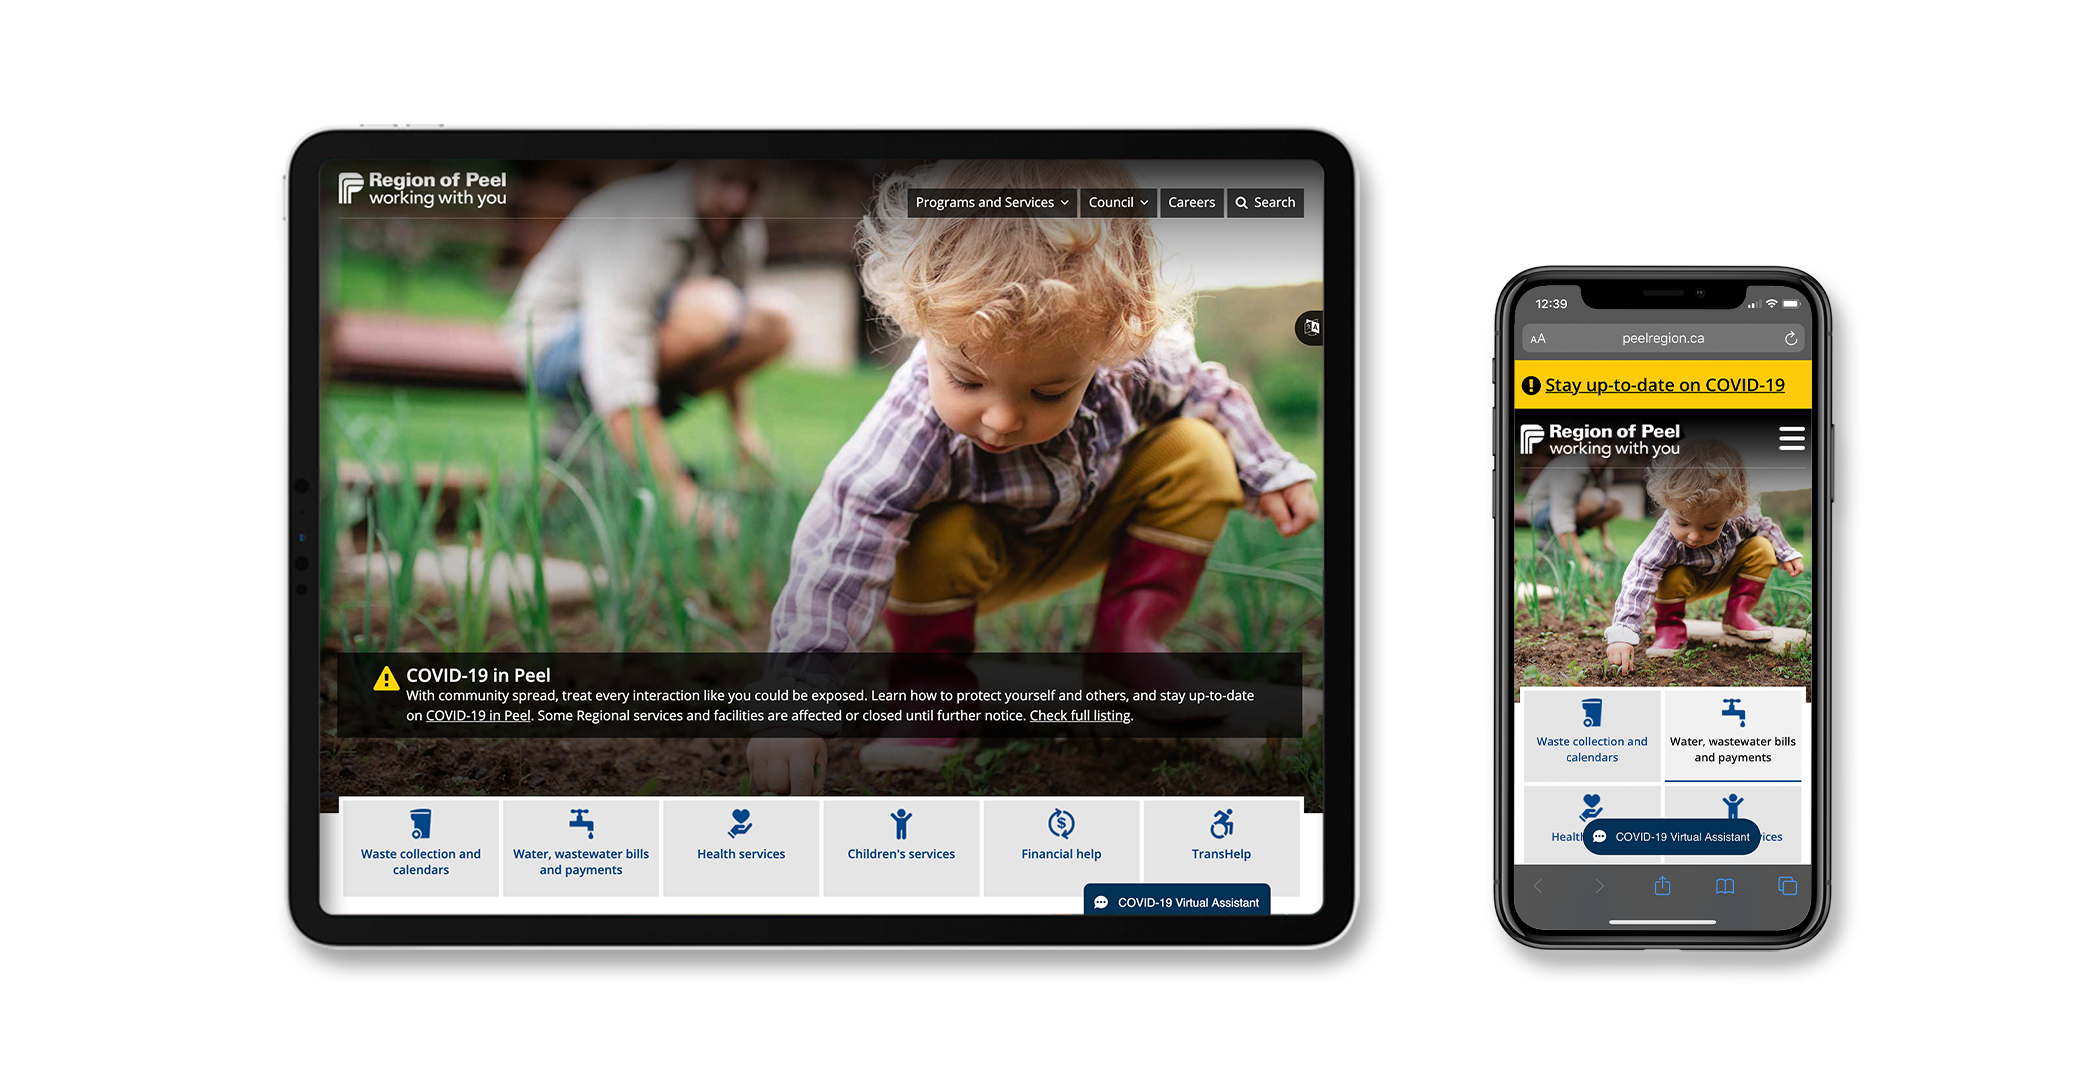 Region of Peel
working with you
Programs and Services
Council
Careers
Search
COVID-19 in Peel
With community spread, treat every interaction like you could be exposed. Learn how to protect yourself and others, and stay up-to-date
on COVID-19 in Peel. Some Regional services and facilities are affected or closed until further notice. Check full listing.
Waste collection and
calendars
Water, wastewater bills
and payments
Health services
Children's services
Financial help
TransHelp
COVID-19 Virtual Assistant
12:39
AA
peelregion.ca
Stay up-to-date on COVID-19
Region of Peel
working with you
Waste collection and
calendars
Water, wastewater bills
and payments
Health
COVID-19 Virtual Assistant